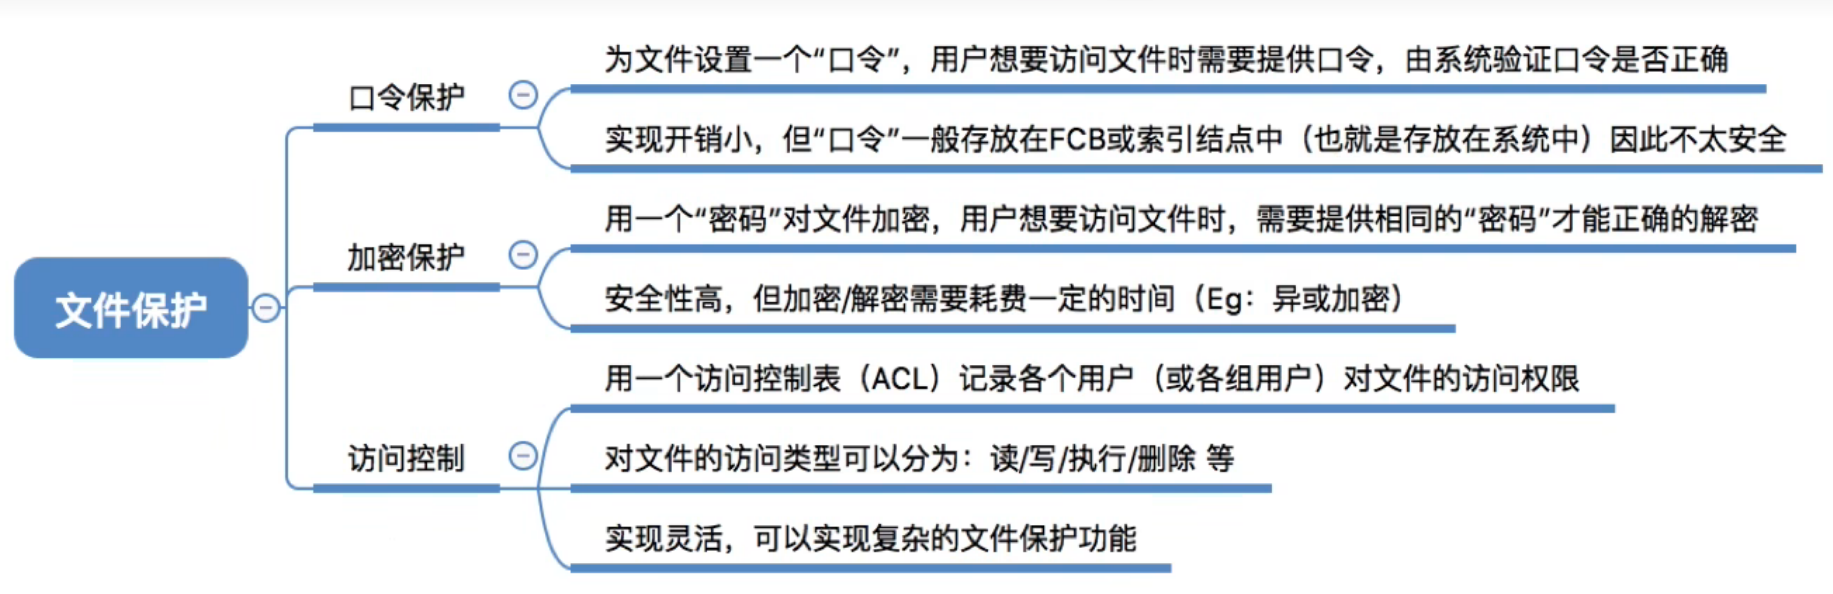 文件保护
口令保护
为文件设置一个“口令”，用户想要访问文件时需要提供口令，由系统验证口令是否正确
实现开销小，但“口令”一般存放在FCB或索引结点中（也就是存放在系统中）因此不太安全
加密保护
用一个“密码”对文件加密，用户想要访问文件时，需要提供相同的“密码”才能正确的解密
安全性高，但加密/解密需要耗费一定的时间（Eg：异或加密）
访问控制
用一个访问控制表（ACL）记录各个用户（或各组用户）对文件的访问权限
对文件的访问类型可以分为：读/写/执行/删除 等
实现灵活，可以实现复杂的文件保护功能